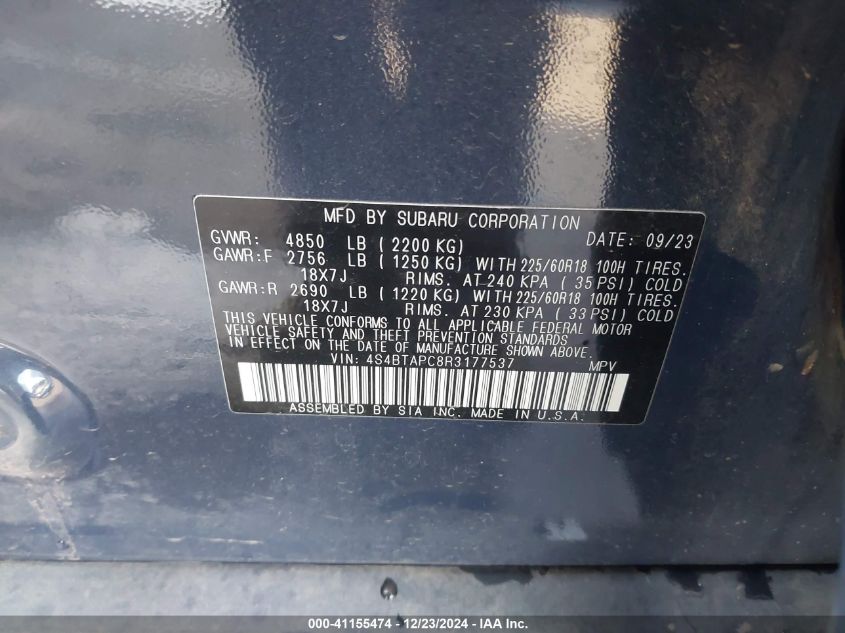 MFD BY SUBARU CORPORATION
GVWR: 4850 LB (2200 KG) DATE: 09/23
GAWR:F 2756 LB (1250 KG) WITH 225/60R18 100H TIRES.
18X7J RIMS. AT 240 KPA (35 PSI) COLD
GAWR:R 2690 LB (1220 KG) WITH 225/60R18 100H TIRES.
18X7J RIMS. AT 230 KPA (33 PSI) COLD
THIS VEHICLE CONFORMS TO ALL APPLICABLE FEDERAL MOTOR
VEHICLE SAFETY AND THEFT PREVENTION STANDARDS
IN EFFECT ON THE DATE OF MANUFACTURE SHOWN ABOVE.
VIN: 4S4BTAPC8R3177537 MPV
ASSEMBLED BY SIA INC. MADE IN U.S.A.
000-41155474 - 12/23/2024 - IAAI.com